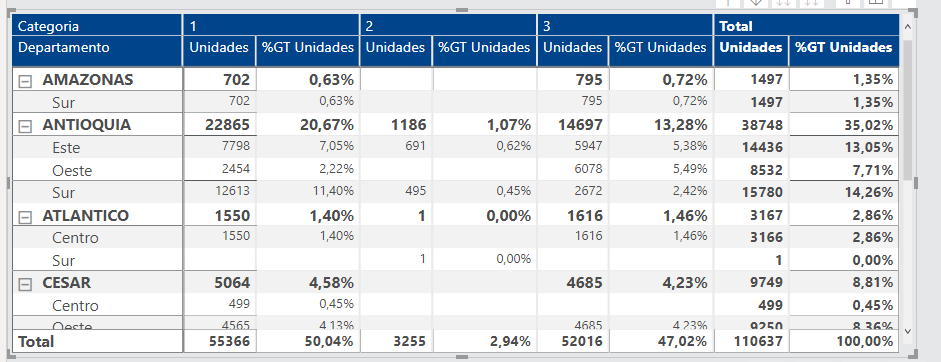 Categoria 1 2 3 Total
Departamento Unidades %GT Unidades Unidades %GT Unidades Unidades %GT Unidades Unidades %GT Unidades
AMAZONAS 702 0,63% 795 0,72% 1497 1,35%
Sur 702 0,63% 795 0,72% 1497 1,35%
ANTIOQUIA 22865 20,67% 1186 1,07% 14697 13,28% 38748 35,02%
Este 7798 7,05% 691 0,62% 5947 5,38% 14436 13,05%
Oeste 2454 2,22% 6078 5,49% 8532 7,71%
Sur 12613 11,40% 495 0,45% 2672 2,42% 15780 14,26%
ATLANTICO 1550 1,40% 1 0,00% 1616 1,46% 3167 2,86%
Centro 1550 1,40% 1616 1,46% 3166 2,86%
Sur 1 0,00% 1 0,00%
CESAR 5064 4,58% 4685 4,23% 9749 8,81%
Centro 499 0,45% 499 0,45%
Oeste 4565 4,13% 4685 4,23% 9250 8,36%
Total 55366 50,04% 3255 2,94% 52016 47,02% 110637 100,00%